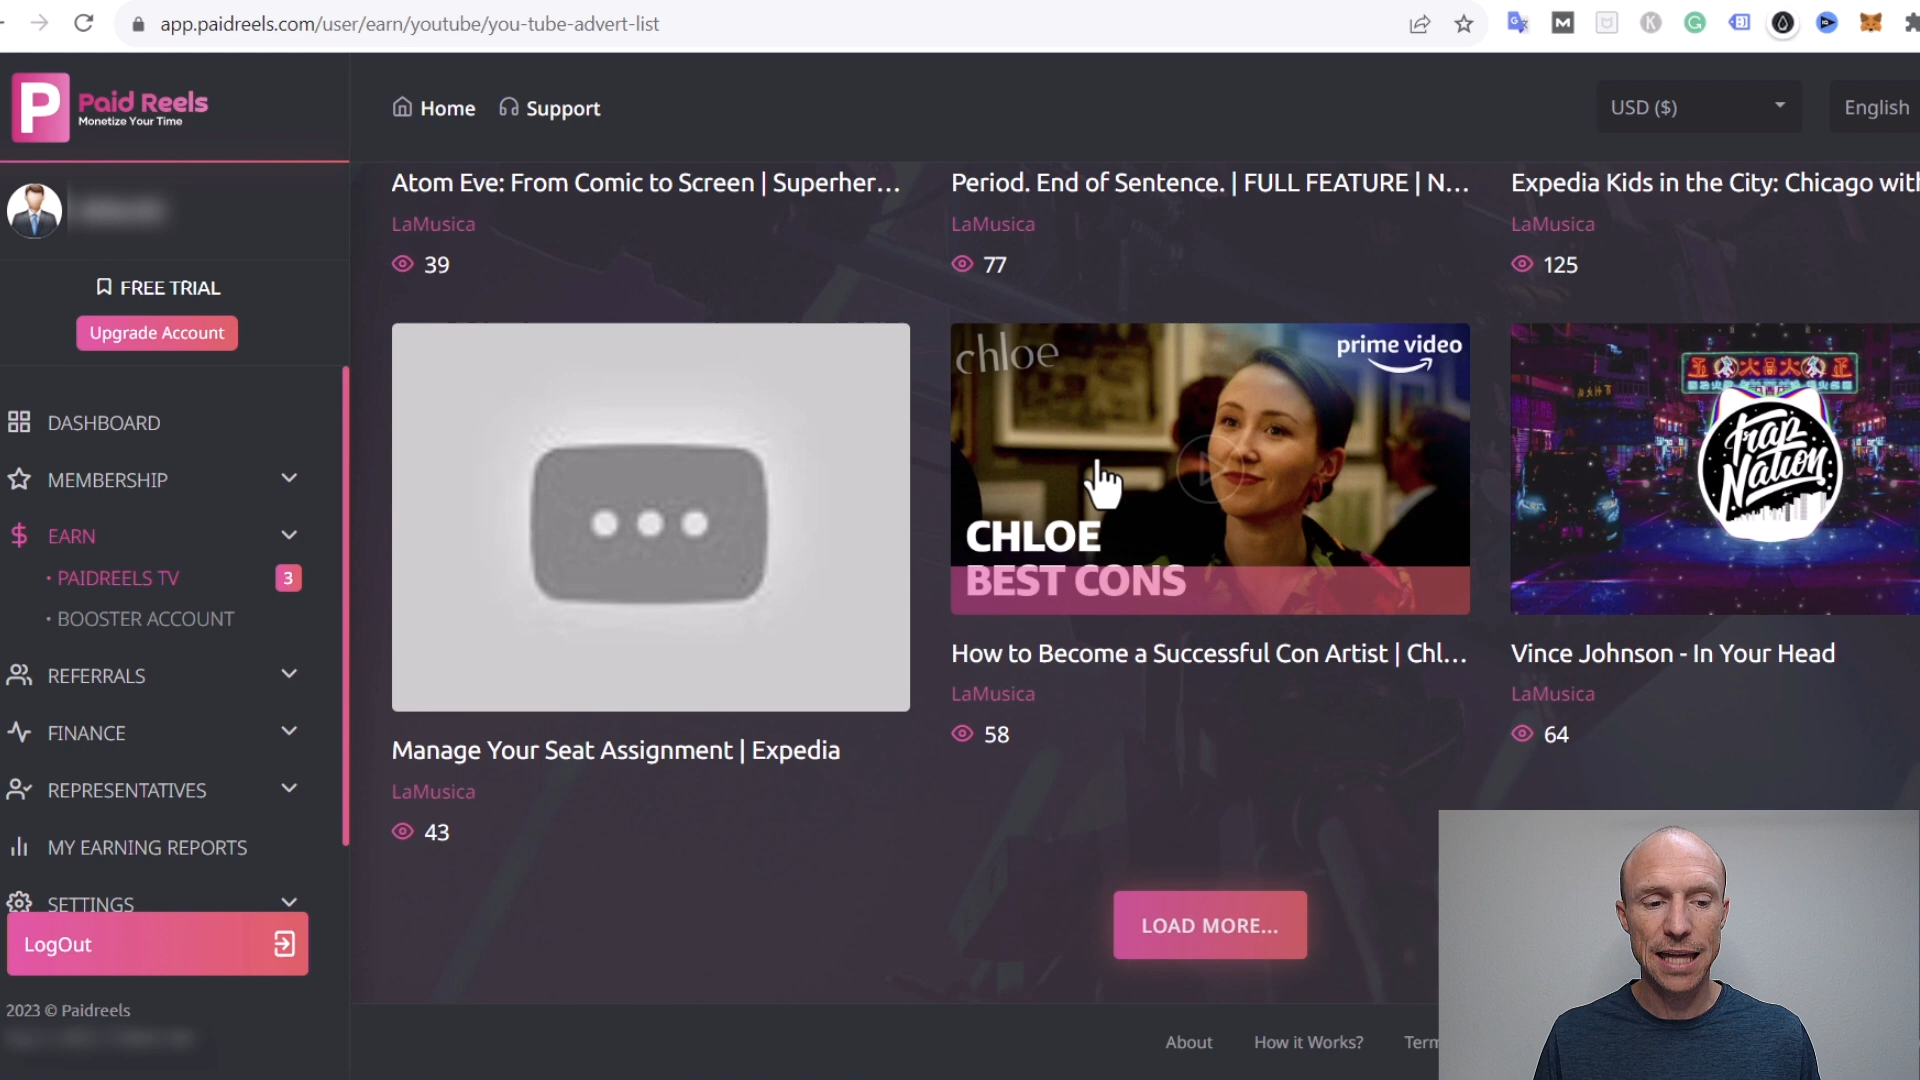 app.paidreels.com/user/earn/youtube/you-tube-advert-list
P Paid Reels
Monetize Your Time
Home
Support
USD ($)
English
FREE TRIAL
Upgrade Account
DASHBOARD
MEMBERSHIP
EARN
• PAIDREELS TV
3
• BOOSTER ACCOUNT
REFERRALS
FINANCE
REPRESENTATIVES
MY EARNING REPORTS
SETTINGS
LogOut
2023 © Paidreels
Atom Eve: From Comic to Screen | Superher...
LaMusica
39
Period. End of Sentence. | FULL FEATURE | N...
LaMusica
77
Expedia Kids in the City: Chicago with
LaMusica
125
Manage Your Seat Assignment | Expedia
LaMusica
43
chloe
prime video
CHLOE
BEST CONS
How to Become a Successful Con Artist | Chl...
LaMusica
58
Trap
Nation
Vince Johnson - In Your Head
LaMusica
64
LOAD MORE...
About
How it Works?
Term